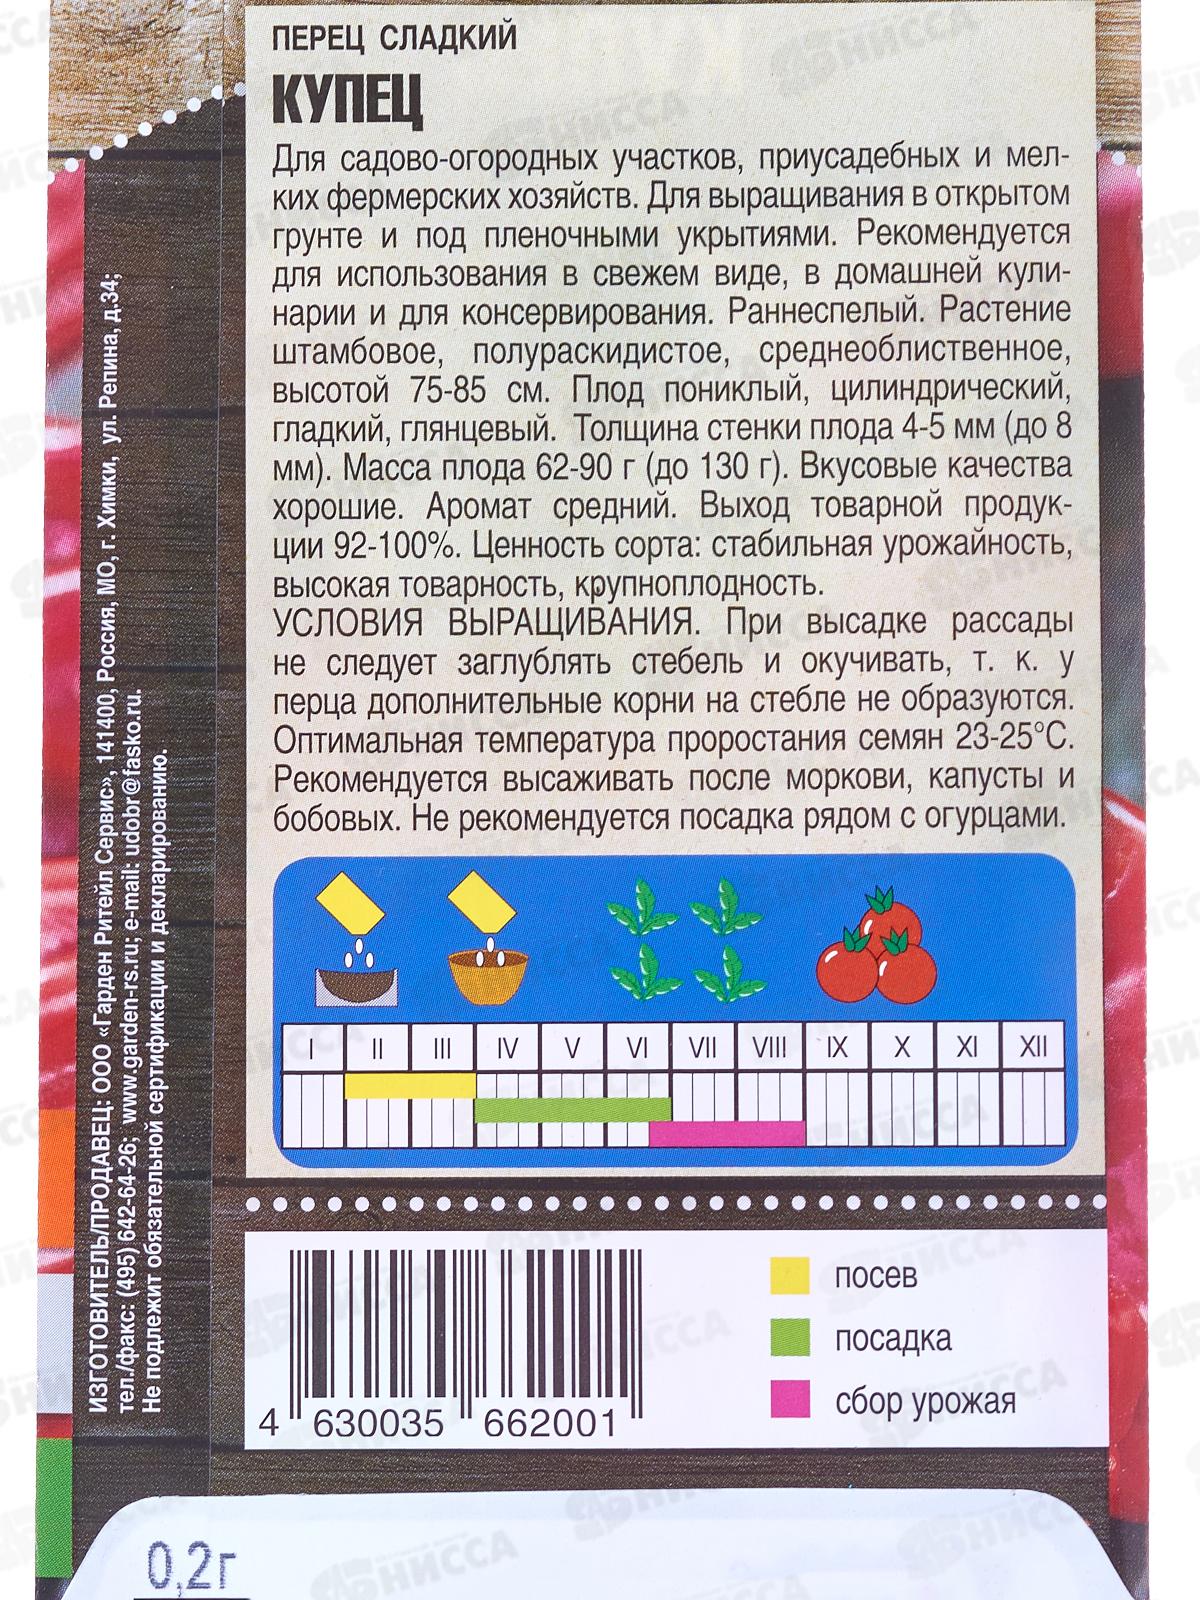 ПЕРЕЦ СЛАДКИЙ
КУПЕЦ
Для садово-огородных участков, приусадебных и мел-
ких фермерских хозяйств. Для выращивания в открытом
грунте и под пленочными укрытиями. Рекомендуется
для использования в свежем виде, в домашней кули-
нарии и для консервирования. Раннеспелый. Растение
штамбовое, полураскидистое, среднеоблиственное,
высотой 75-85 см. Плод пониклый, цилиндрический,
гладкий, глянцевый. Толщина стенки плода 4-5 мм (до 8
мм). Масса плода 62-90 г (до 130 г). Вкусовые качества
хорошие. Аромат средний. Выход товарной продук-
ции 92-100%. Ценность сорта: стабильная урожайность,
высокая товарность, крупноплодность.
УСЛОВИЯ ВЫРАЩИВАНИЯ. При высадке рассады
не следует заглублять стебель и окучивать, т. к. у
перца дополнительные корни на стебле не образуются.
Оптимальная температура проростания семян 23-25°С.
Рекомендуется высаживать после моркови, капусты и
бобовых. Не рекомендуется посадка рядом с огурцами.
I II III IV V VI VII VIII IX X XI XII
посев
посадка
сбор урожая
4 630035 662001
0,2г
ИЗГОТОВИТЕЛЬ/ПРОДАВЕЦ: ООО «Гарден Ритейл Сервис», 141400, Россия, МО, г. Химки, ул. Репина, д.34;
тел./факс: (495) 642-64-26; www.garden-rs.ru; e-mail: udobr@fasko.ru.
Не подлежит обязательной сертификации и декларированию.
НИССА